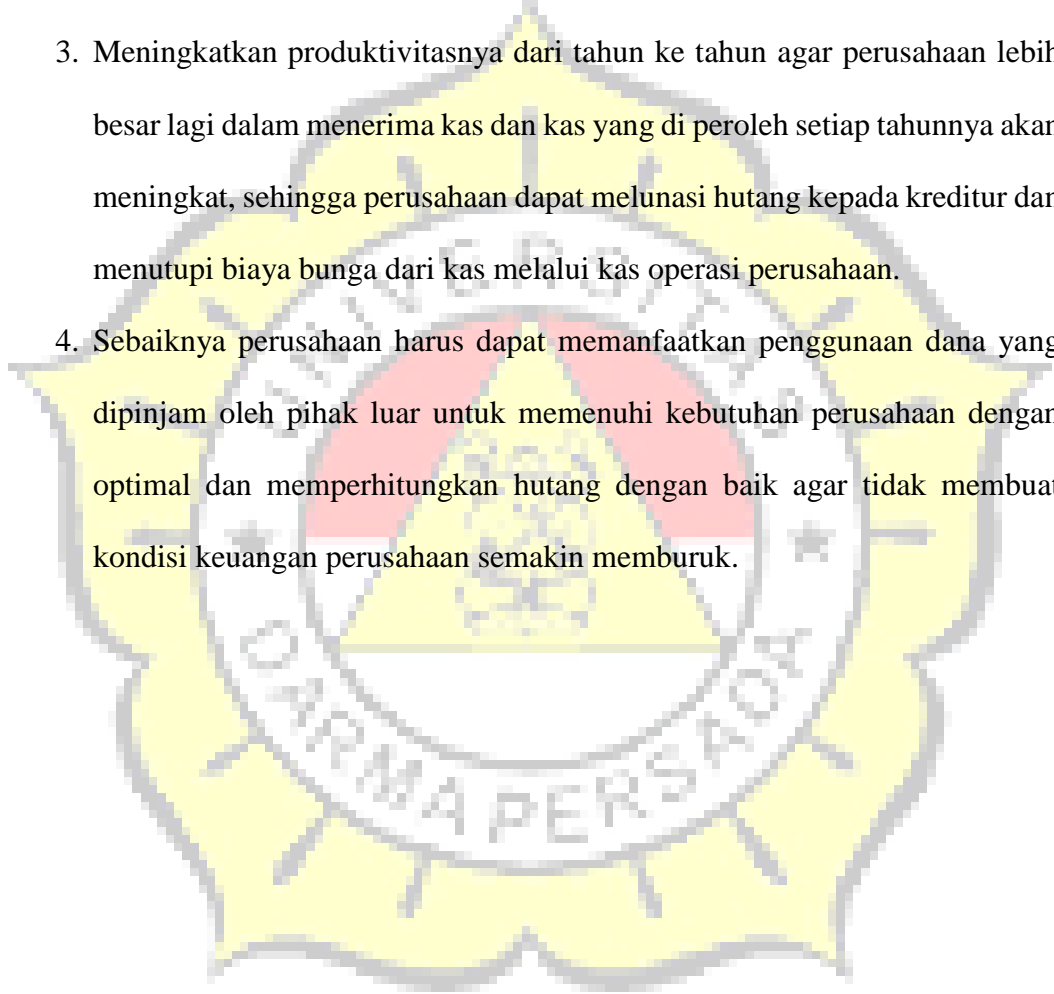 3. Meningkatkan produktivitasnya dari tahun ke tahun agar perusahaan lebih
besar lagi dalam menerima kas dan kas yang di peroleh setiap tahunnya akan
meningkat, sehingga perusahaan dapat melunasi hutang kepada kreditur dan
menutupi biaya bunga dari kas melalui kas operasi perusahaan.
4. Sebaiknya perusahaan harus dapat memanfaatkan penggunaan dana yang
dipinjam oleh pihak luar untuk memenuhi kebutuhan perusahaan dengan
optimal dan memperhitungkan hutang dengan baik agar tidak membuat
kondisi keuangan perusahaan semakin memburuk.
UNIVERSITAS
DARMA PERSADA